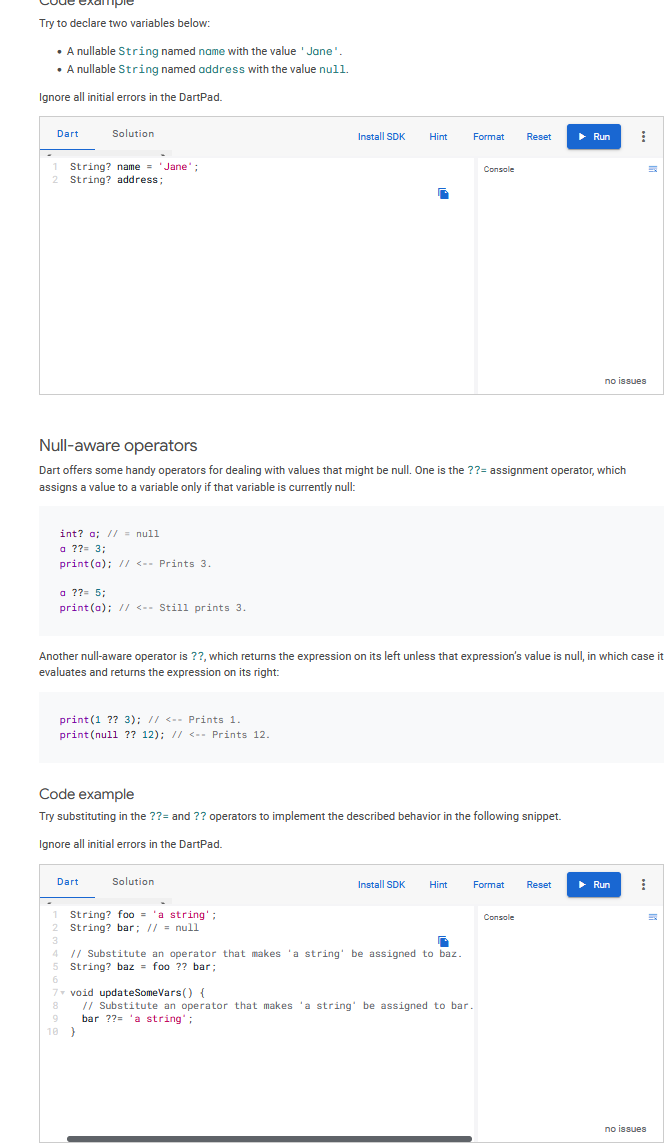 Code example
Try to declare two variables below:
• A nullable String named name with the value 'Jane'.
• A nullable String named address with the value null.
Ignore all initial errors in the DartPad.
Dart Solution Install SDK Hint Format Reset Run
1 String? name = 'Jane';
2 String? address;
Console
no issues
Null-aware operators
Dart offers some handy operators for dealing with values that might be null. One is the ??= assignment operator, which
assigns a value to a variable only if that variable is currently null:
int? a; // = null
a ??= 3;
print(a); // <-- Prints 3.
a ??= 5;
print(a); // <-- Still prints 3.
Another null-aware operator is ??, which returns the expression on its left unless that expression's value is null, in which case it
evaluates and returns the expression on its right:
print(1 ?? 3); // <-- Prints 1.
print(null ?? 12); // <-- Prints 12.
Code example
Try substituting in the ??= and ?? operators to implement the described behavior in the following snippet.
Ignore all initial errors in the DartPad.
Dart Solution Install SDK Hint Format Reset Run
1 String? foo = 'a string';
2 String? bar; // = null
3
4 // Substitute an operator that makes 'a string' be assigned to baz.
5 String? baz = foo ?? bar;
6
7 void updateSomeVars() {
8 // Substitute an operator that makes 'a string' be assigned to bar.
9 bar ??= 'a string';
10 }
Console
no issues